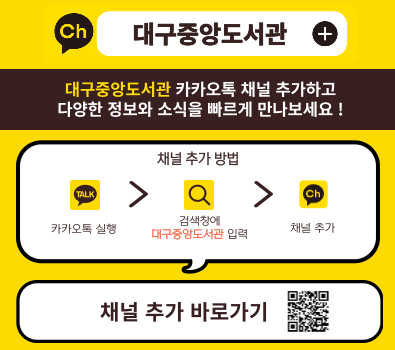 Ch 대구중앙도서관 +
대구중앙도서관 카카오톡 채널 추가하고
다양한 정보와 소식을 빠르게 만나보세요 !
채널 추가 방법
TALK
카카오톡 실행
검색창에
대구중앙도서관 입력
Ch
채널 추가
채널 추가 바로가기